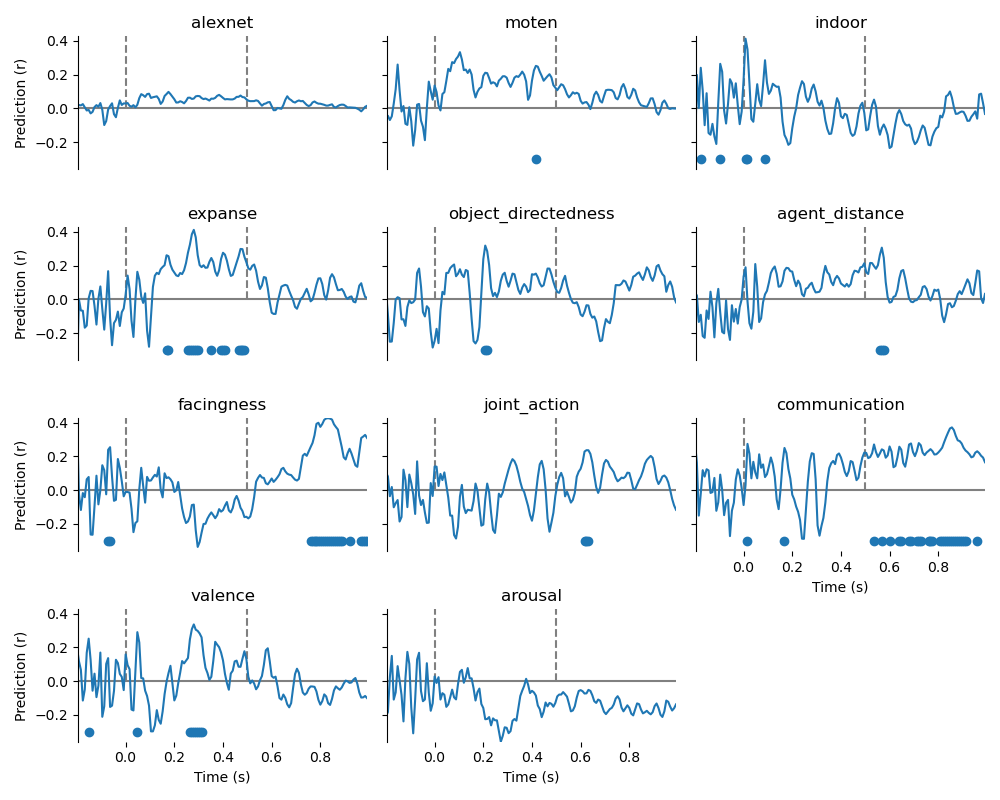 alexnet
moten
indoor
Prediction (r)
0.4
0.2
0.0
−0.2
expanse
object_directedness
agent_distance
Prediction (r)
0.4
0.2
0.0
−0.2
facingness
joint_action
communication
Prediction (r)
0.4
0.2
0.0
−0.2
0.0 0.2 0.4 0.6 0.8
Time (s)
valence
arousal
Prediction (r)
0.4
0.2
0.0
−0.2
0.0 0.2 0.4 0.6 0.8
0.0 0.2 0.4 0.6 0.8
Time (s)
Time (s)